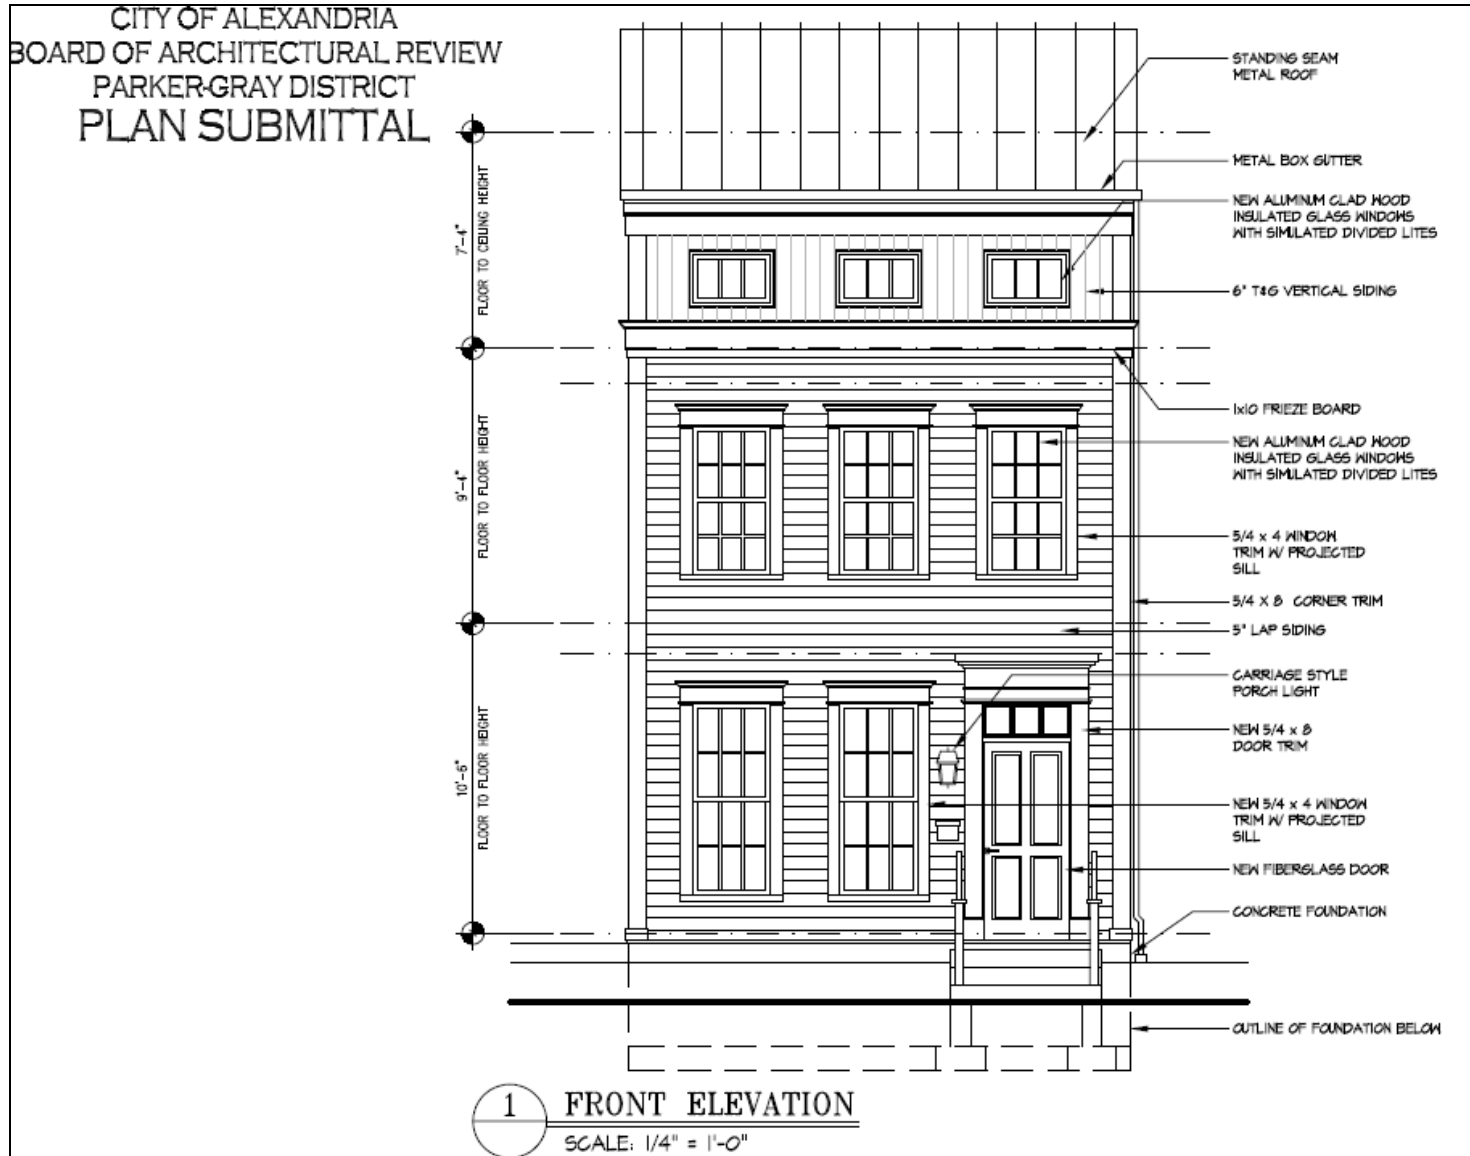 CITY OF ALEXANDRIA
BOARD OF ARCHITECTURAL REVIEW
PARKER-GRAY DISTRICT
PLAN SUBMITTAL
STANDING SEAM
METAL ROOF
METAL BOX GUTTER
NEW ALUMINUM CLAD WOOD
INSULATED GLASS WINDOWS
WITH SIMULATED DIVIDED LITES
6" T&G VERTICAL SIDING
1x10 FRIEZE BOARD
NEW ALUMINUM CLAD WOOD
INSULATED GLASS WINDOWS
WITH SIMULATED DIVIDED LITES
5/4 x 4 WINDOW
TRIM W/ PROJECTED
SILL
5/4 X 8 CORNER TRIM
5" LAP SIDING
CARRIAGE STYLE
PORCH LIGHT
NEW 5/4 x 8
DOOR TRIM
NEW 5/4 x 4 WINDOW
TRIM W/ PROJECTED
SILL
NEW FIBERGLASS DOOR
CONCRETE FOUNDATION
OUTLINE OF FOUNDATION BELOW
7'-4"
FLOOR TO CEILING HEIGHT
9'-4"
FLOOR TO FLOOR HEIGHT
10'-6"
FLOOR TO FLOOR HEIGHT
1 FRONT ELEVATION
SCALE: 1/4" = 1'-0"